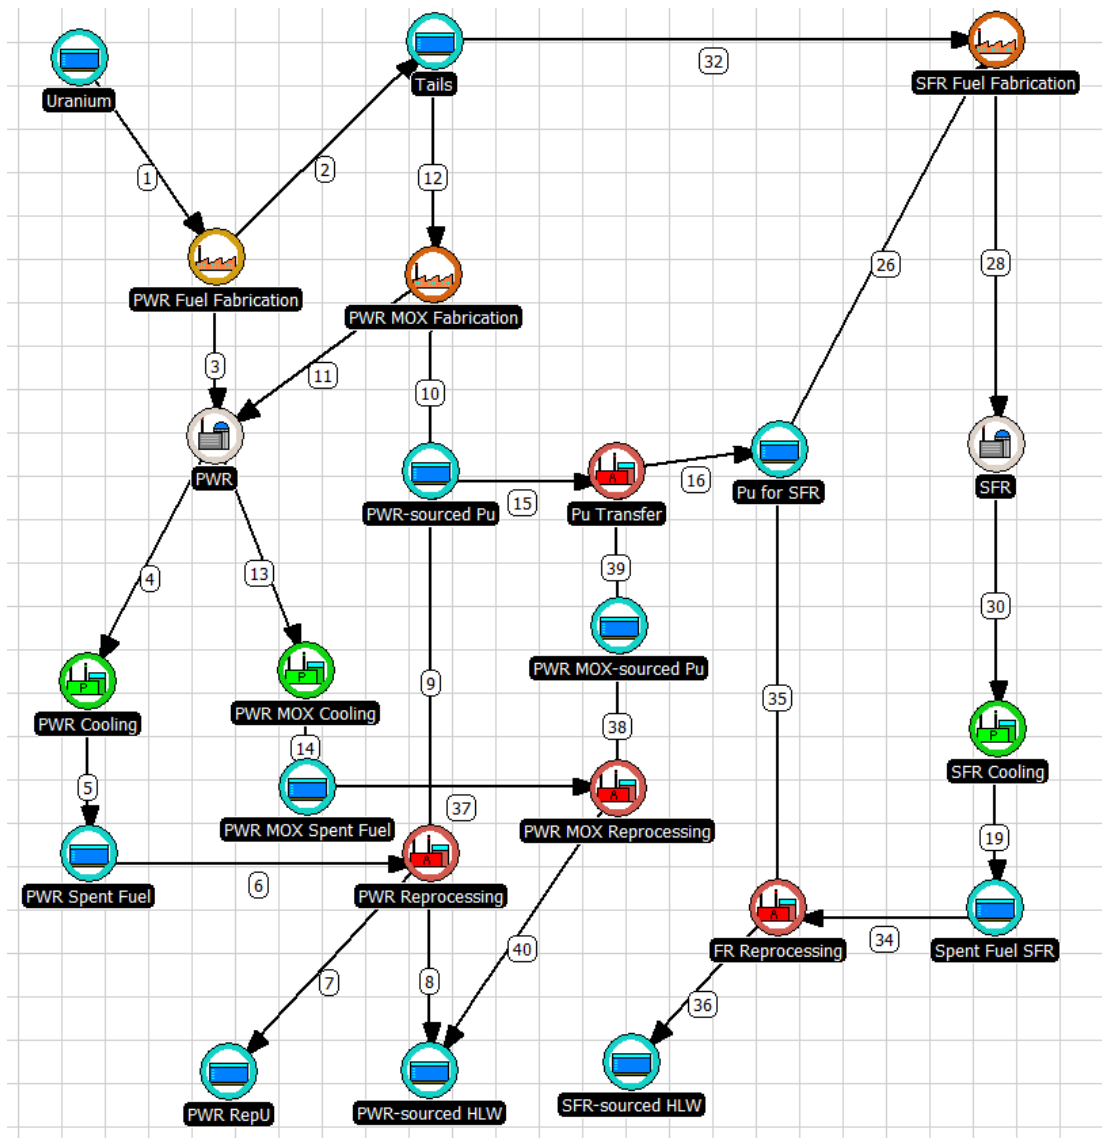 Uranium
Tails
32
SFR Fuel Fabrication
1
2
12
26
28
PWR Fuel Fabrication
PWR MOX Fabrication
3
11
10
PWR
15
16
PWR-sourced Pu
Pu Transfer
Pu for SFR
SFR
4
13
39
30
9
PWR MOX-sourced Pu
35
PWR Cooling
PWR MOX Cooling
38
14
SFR Cooling
5
37
PWR MOX Spent Fuel
PWR MOX Reprocessing
19
6
PWR Spent Fuel
PWR Reprocessing
34
40
FR Reprocessing
Spent Fuel SFR
7
8
36
PWR RepU
PWR-sourced HLW
SFR-sourced HLW
A
A
A
A
P
P
P